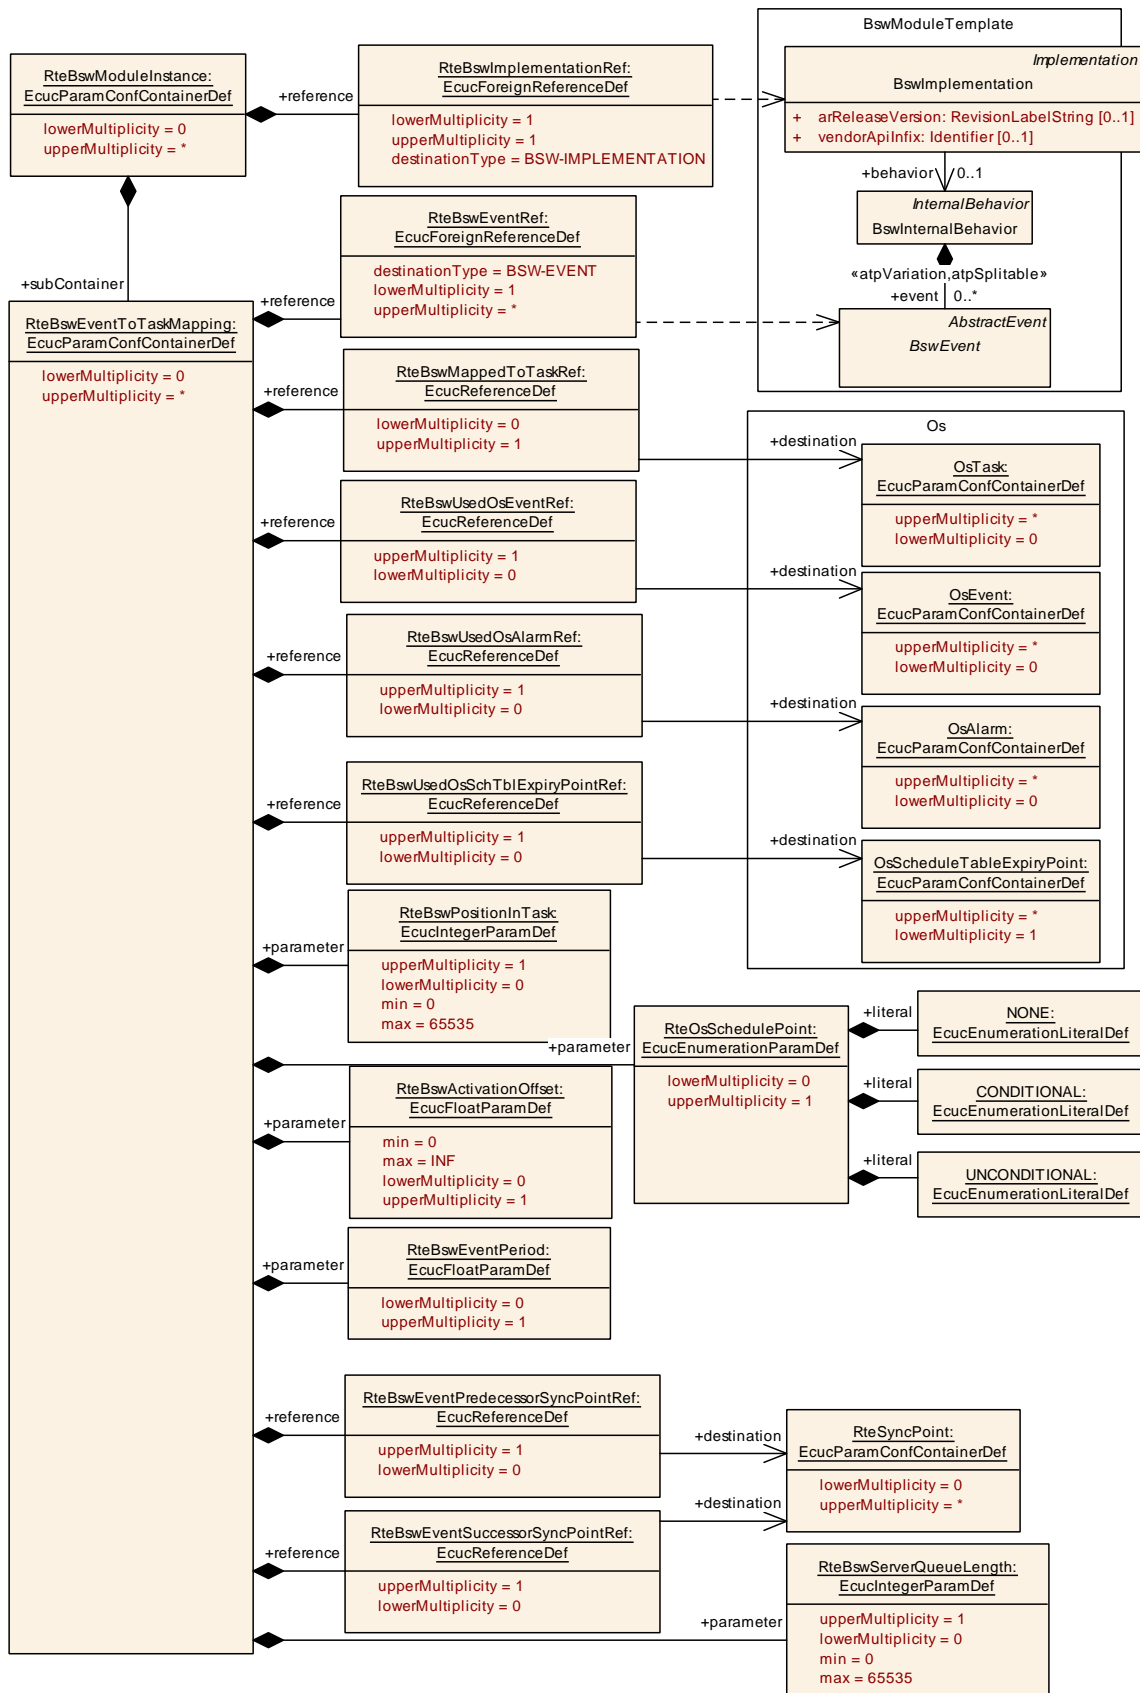 BswModuleTemplate
RteBswModuleInstance:
EcucParamConfContainerDef
lowerMultiplicity = 0
upperMultiplicity = *
+reference
RteBswImplementationRef:
EcucForeignReferenceDef
lowerMultiplicity = 1
upperMultiplicity = 1
destinationType = BSW-IMPLEMENTATION
Implementation
BswImplementation
+ arReleaseVersion: RevisionLabelString [0..1]
+ vendorApiInfix: Identifier [0..1]
+behavior 0..1
InternalBehavior
BswInternalBehavior
«atpVariation,atpSplitable»
+event 0..*
AbstractEvent
BswEvent
+subContainer
RteBswEventToTaskMapping:
EcucParamConfContainerDef
lowerMultiplicity = 0
upperMultiplicity = *
+reference
RteBswEventRef:
EcucForeignReferenceDef
destinationType = BSW-EVENT
lowerMultiplicity = 1
upperMultiplicity = *
+reference
RteBswMappedToTaskRef:
EcucReferenceDef
lowerMultiplicity = 0
upperMultiplicity = 1
Os
+destination
OsTask:
EcucParamConfContainerDef
upperMultiplicity = *
lowerMultiplicity = 0
+reference
RteBswUsedOsEventRef:
EcucReferenceDef
upperMultiplicity = 1
lowerMultiplicity = 0
+destination
OsEvent:
EcucParamConfContainerDef
upperMultiplicity = *
lowerMultiplicity = 0
+reference
RteBswUsedOsAlarmRef:
EcucReferenceDef
upperMultiplicity = 1
lowerMultiplicity = 0
+destination
OsAlarm:
EcucParamConfContainerDef
upperMultiplicity = *
lowerMultiplicity = 0
+reference
RteBswUsedOsSchTblExpiryPointRef:
EcucReferenceDef
upperMultiplicity = 1
lowerMultiplicity = 0
+destination
OsScheduleTableExpiryPoint:
EcucParamConfContainerDef
upperMultiplicity = *
lowerMultiplicity = 1
+parameter
RteBswPositionInTask:
EcucIntegerParamDef
upperMultiplicity = 1
lowerMultiplicity = 0
min = 0
max = 65535
+parameter
RteOsSchedulePoint:
EcucEnumerationParamDef
lowerMultiplicity = 0
upperMultiplicity = 1
+literal
NONE:
EcucEnumerationLiteralDef
+literal
CONDITIONAL:
EcucEnumerationLiteralDef
+literal
UNCONDITIONAL:
EcucEnumerationLiteralDef
+parameter
RteBswActivationOffset:
EcucFloatParamDef
min = 0
max = INF
lowerMultiplicity = 0
upperMultiplicity = 1
+parameter
RteBswEventPeriod:
EcucFloatParamDef
lowerMultiplicity = 0
upperMultiplicity = 1
+reference
RteBswEventPredecessorSyncPointRef:
EcucReferenceDef
upperMultiplicity = 1
lowerMultiplicity = 0
+destination
RteSyncPoint:
EcucParamConfContainerDef
lowerMultiplicity = 0
upperMultiplicity = *
+destination
+reference
RteBswEventSuccessorSyncPointRef:
EcucReferenceDef
upperMultiplicity = 1
lowerMultiplicity = 0
+parameter
RteBswServerQueueLength:
EcucIntegerParamDef
upperMultiplicity = 1
lowerMultiplicity = 0
min = 0
max = 65535